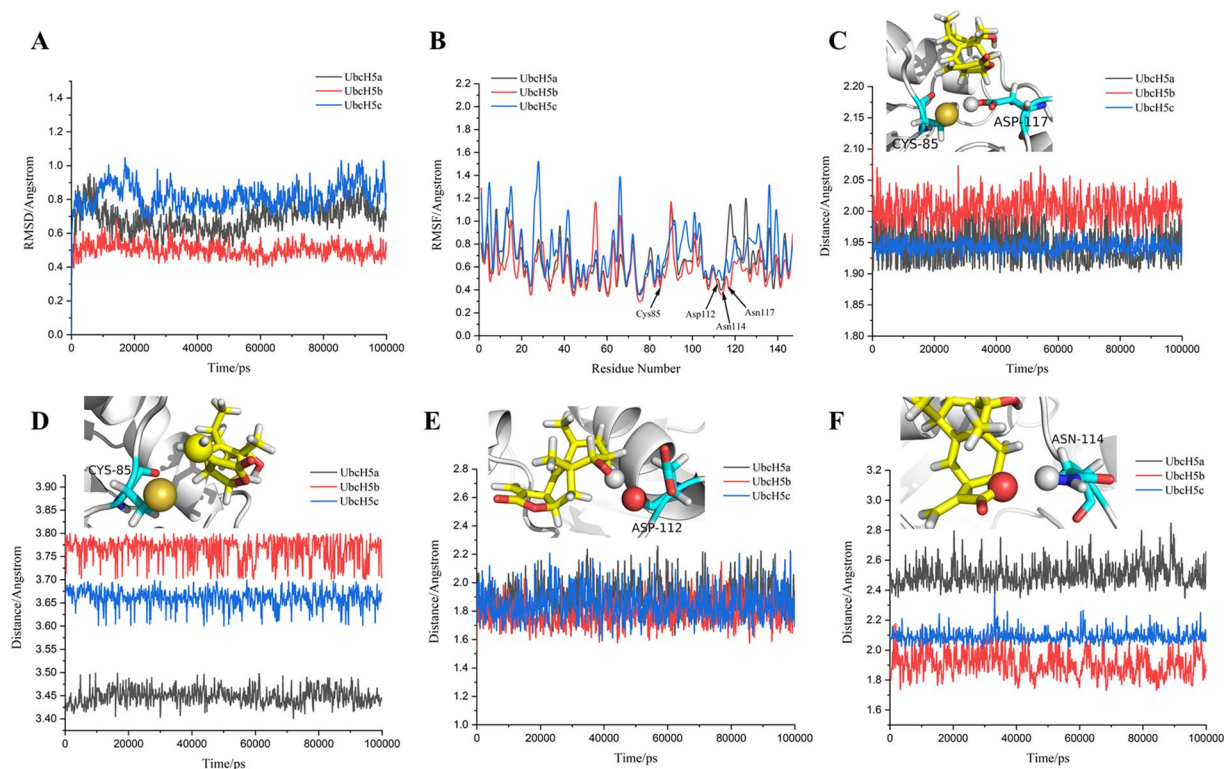 A
UbcH5a
UbcH5b
UbcH5c
1.4
1.2
1.0
0.8
0.6
0.4
0.2
0.0
RMSD/Angstrom
0
20000
40000
60000
80000
100000
Time/ps
B
UbcH5a
UbcH5b
UbcH5c
2.0
1.8
1.6
1.4
1.2
1.0
0.8
0.6
0.4
0.2
0.0
RMSF/Angstrom
Cys85
Asp112
Asn114
Asn117
0
20
40
60
80
100
120
140
Residue Number
C
CYS-85
ASP-117
UbcH5a
UbcH5b
UbcH5c
2.20
2.15
2.10
2.05
2.00
1.95
1.90
1.85
1.80
Distance/Angstrom
0
20000
40000
60000
80000
100000
Time/ps
D
CYS-85
UbcH5a
UbcH5b
UbcH5c
3.90
3.85
3.80
3.75
3.70
3.65
3.60
3.55
3.50
3.45
3.40
Distance/Angstrom
0
20000
40000
60000
80000
100000
Time/ps
E
ASP-112
UbcH5a
UbcH5b
UbcH5c
2.8
2.6
2.4
2.2
2.0
1.8
1.6
1.4
1.2
1.0
Distance/Angstrom
0
20000
40000
60000
80000
100000
Time/ps
F
ASN-114
UbcH5a
UbcH5b
UbcH5c
3.2
3.0
2.8
2.6
2.4
2.2
2.0
1.8
1.6
Distance/Angstrom
0
20000
40000
60000
80000
100000
Time/ps